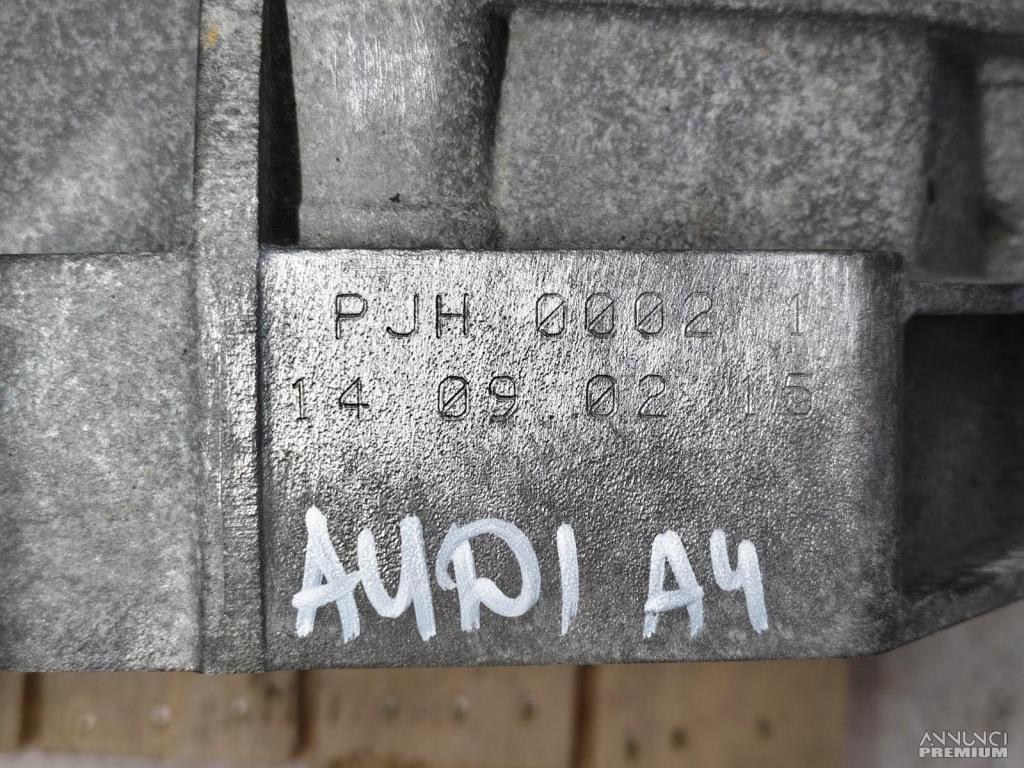 PJH 0002 1
14 09 02 15
AUDI A4
ANNUNCI
PREMIUM